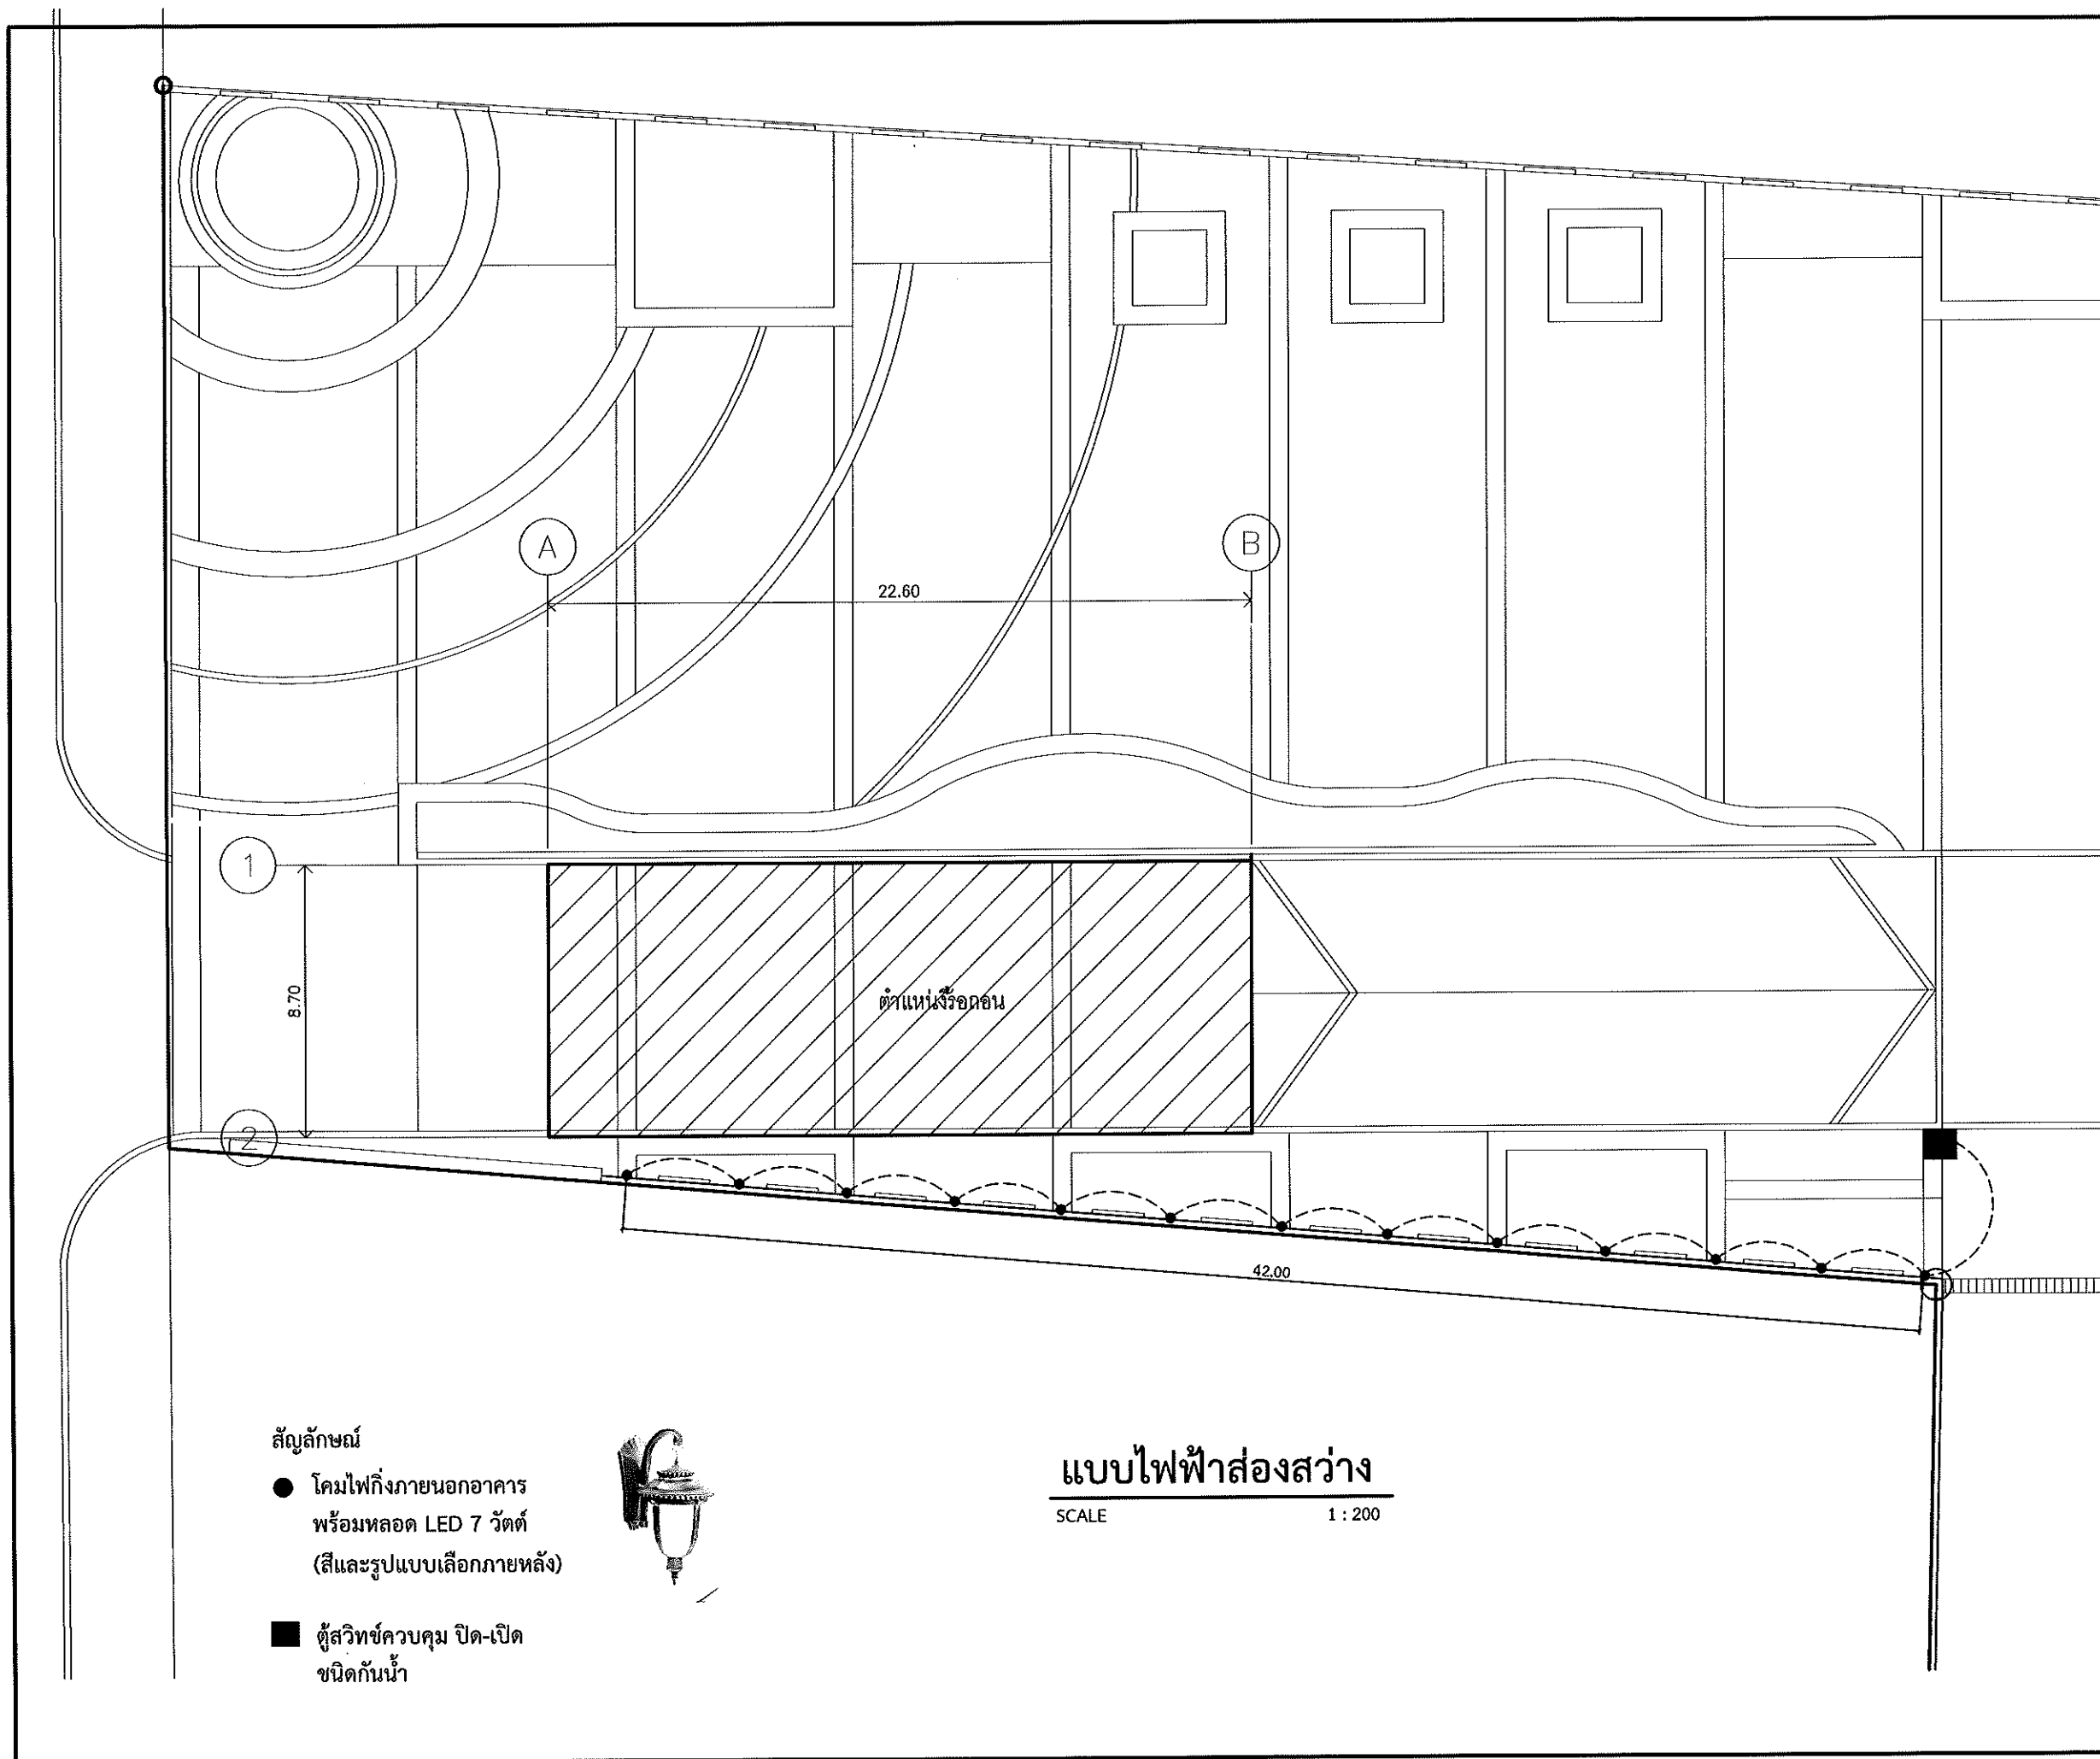 A
B
22.60
1
8.70
ตำแหน่งรื้อถอน
2
42.00
สัญลักษณ์
โคมไฟกิ่งภายนอกอาคาร
พร้อมหลอด LED 7 วัตต์
(สีและรูปแบบเลือกภายหลัง)
ตู้สวิทช์ควบคุม ปิด-เปิด
ชนิดกันน้ำ
แบบไฟฟ้าส่องสว่าง
SCALE 1 : 200